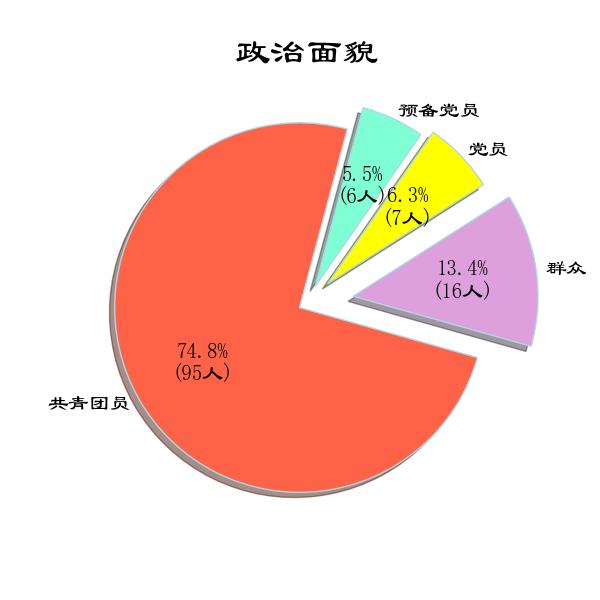 政治面貌
预备党员
党员
5.5%
(6人)
6.3%
(7人)
群众
13.4%
(16人)
74.8%
(95人)
共青团员